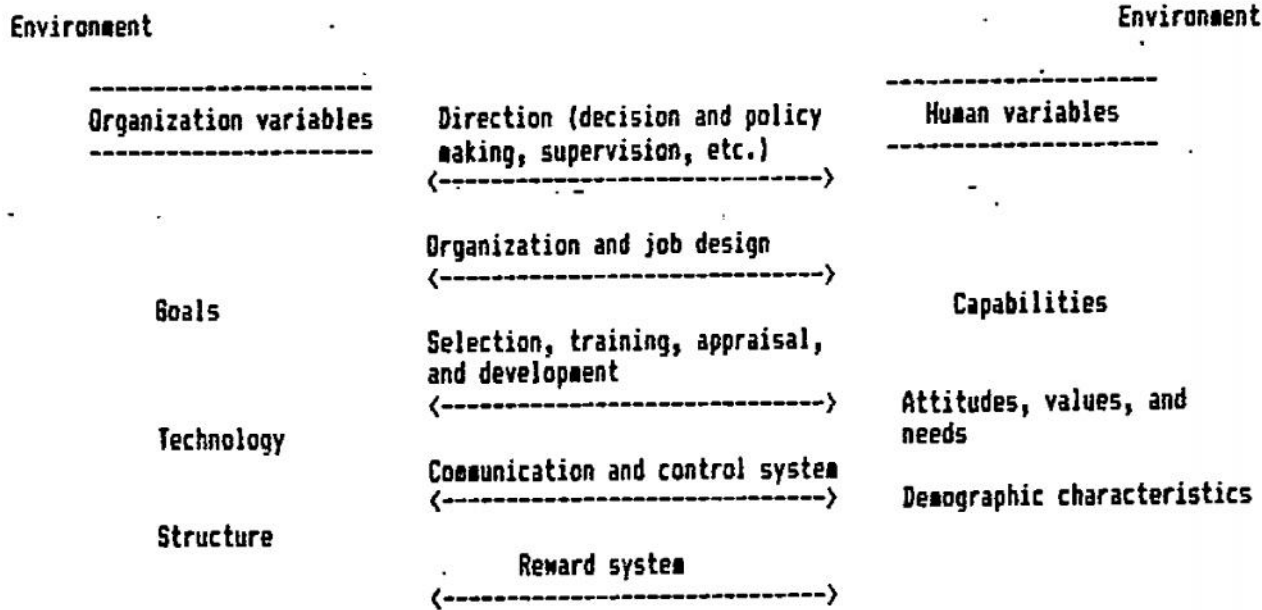 Environment
Environment
Organization variables
Direction (decision and policy
making, supervision, etc.)
Human variables
Organization and job design
Goals
Capabilities
Selection, training, appraisal,
and development
Attitudes, values, and
needs
Technology
Communication and control system
Demographic characteristics
Structure
Reward system